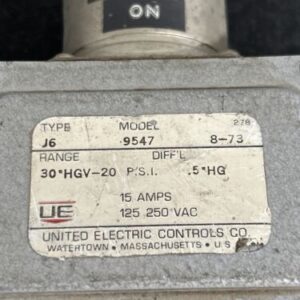 ON
TYPE MODEL 278
J6 9547 8-73
RANGE DIFF'L
30"HGV-20 P.S.I. .5"HG
15 AMPS
UE 125 250 VAC
UNITED ELECTRIC CONTROLS CO.
WATERTOWN • MASSACHUSETTS • U S